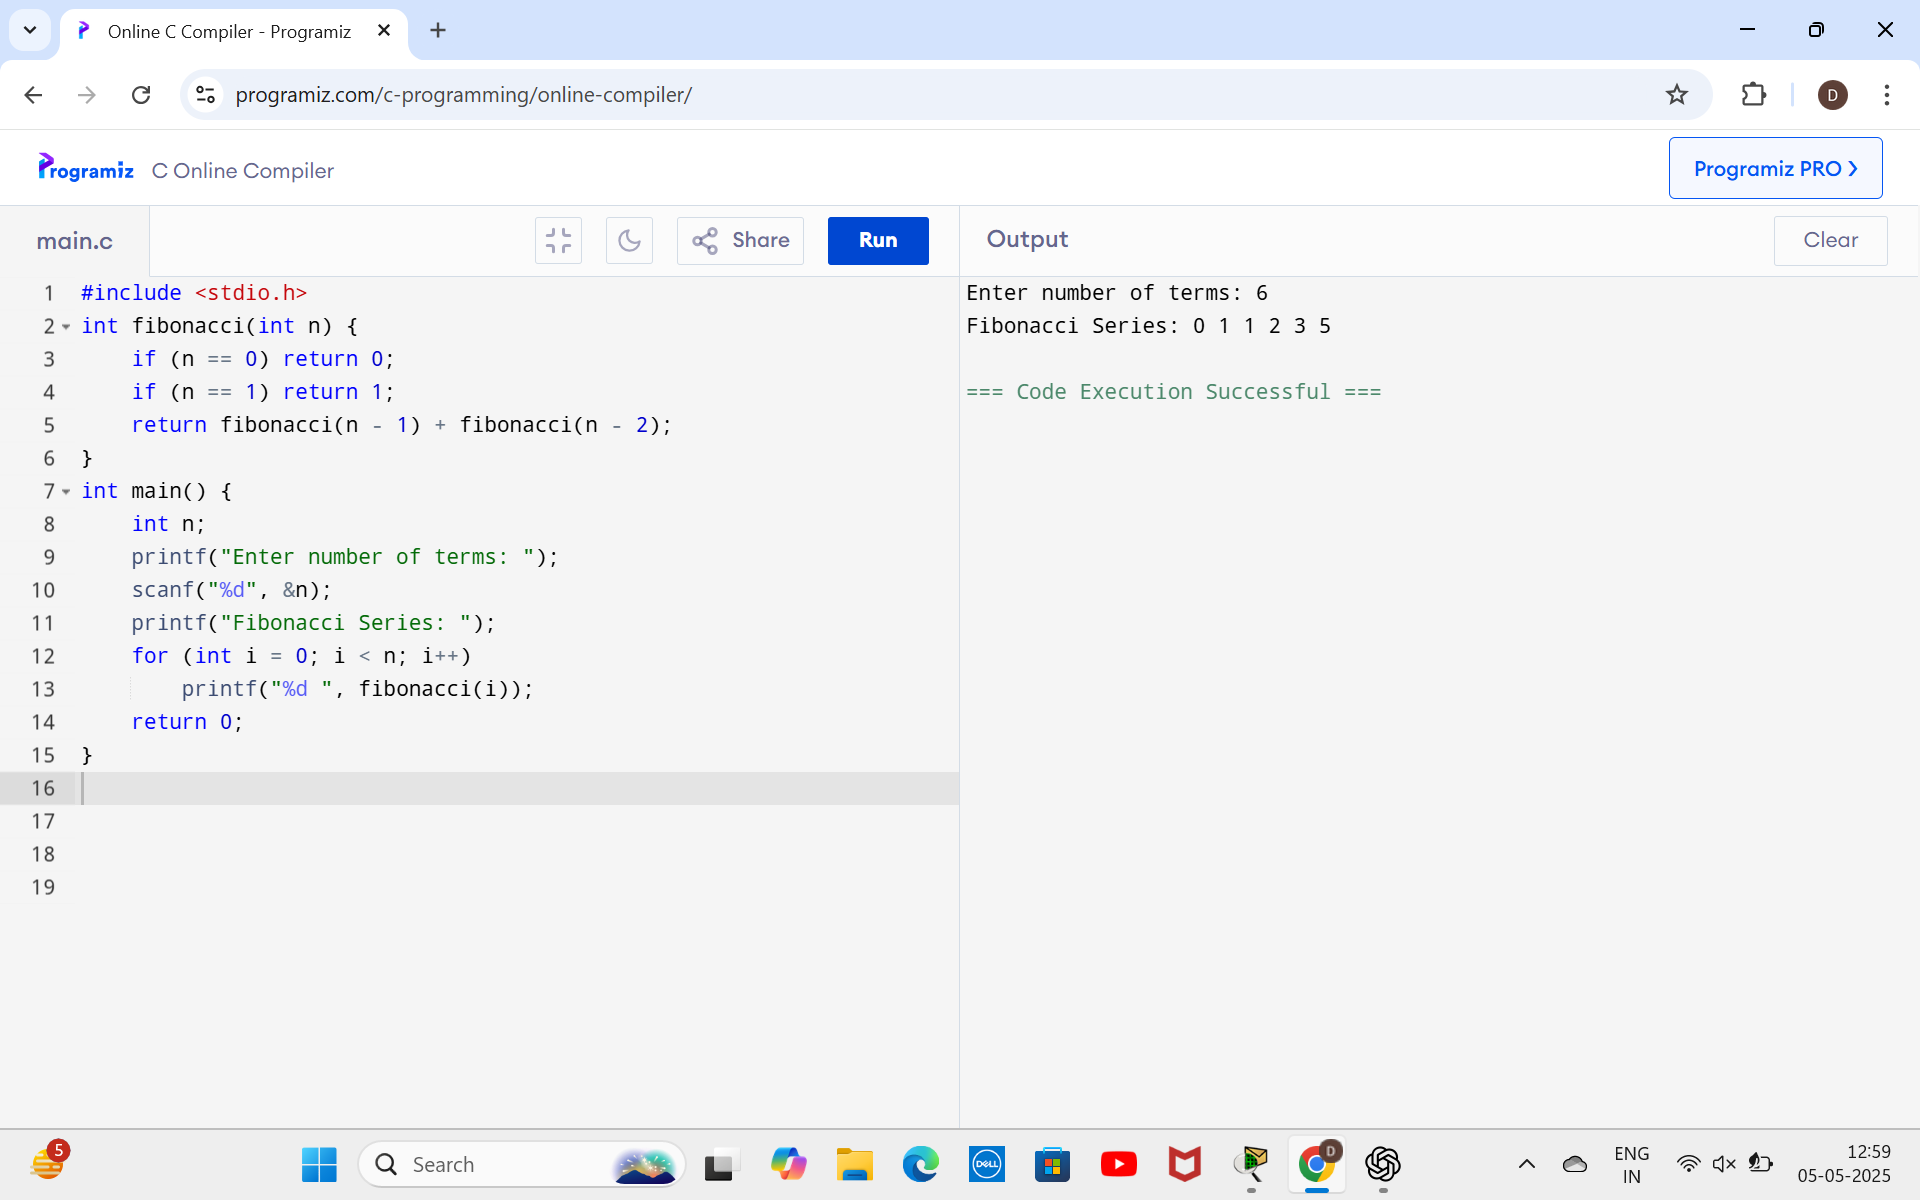 Online C Compiler - Programiz
programiz.com/c-programming/online-compiler/
D
Programiz C Online Compiler
Programiz PRO
main.c
Share
Run
Output
Clear
1 #include <stdio.h>
2 int fibonacci(int n) {
3     if (n == 0) return 0;
4     if (n == 1) return 1;
5     return fibonacci(n - 1) + fibonacci(n - 2);
6 }
7 int main() {
8     int n;
9     printf("Enter number of terms: ");
10     scanf("%d", &n);
11     printf("Fibonacci Series: ");
12     for (int i = 0; i < n; i++)
13         printf("%d ", fibonacci(i));
14     return 0;
15 }
16
17
18
19
Enter number of terms: 6
Fibonacci Series: 0 1 1 2 3 5
=== Code Execution Successful ===
5
Search
DELL
D
ENG
IN
12:59
05-05-2025